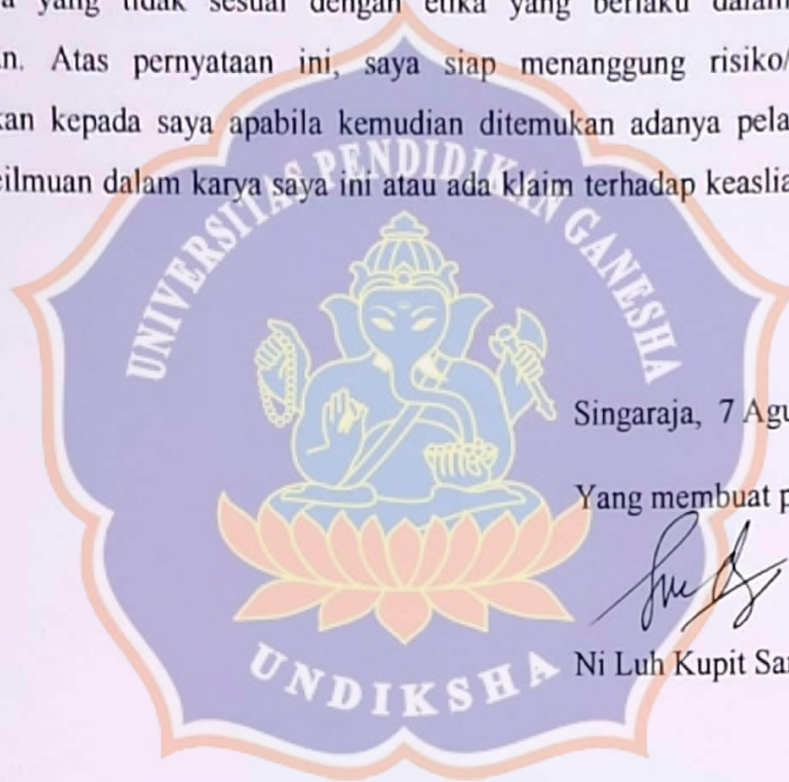 yang tidak sesuai dengan etika yang berlaku dalam
n. Atas pernyataan ini, saya siap menanggung risiko/
kan kepada saya apabila kemudian ditemukan adanya pela
eilmuan dalam karya saya ini atau ada klaim terhadap keaslia
UNIVERSITAS PENDIDIKAN GANESHA
Singaraja, 7 Agu
Yang membuat p
Ni Luh Kupit Sa
UNDIKSHA